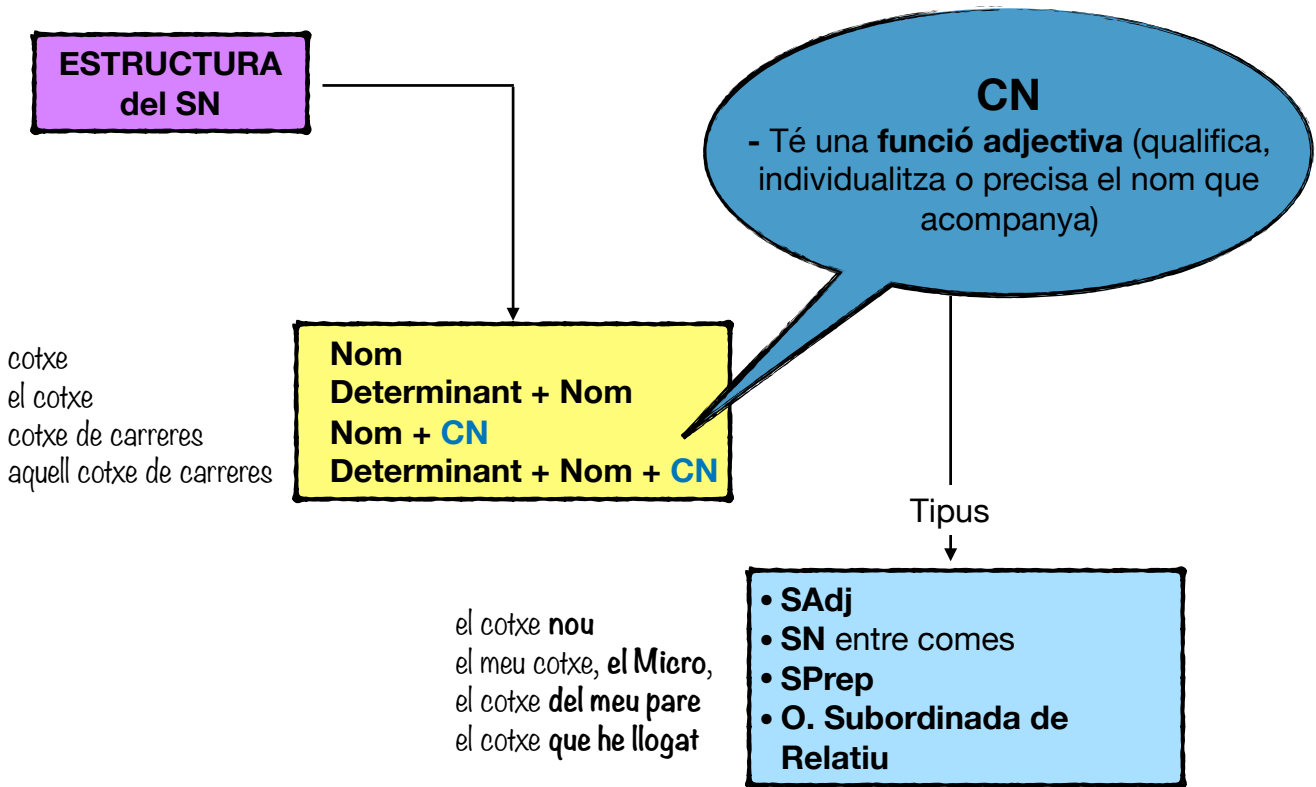 ESTRUCTURA
del SN
CN
- Té una funció adjectiva (qualifica,
individualitza o precisa el nom que
acompanya)
cotxe
el cotxe
cotxe de carreres
aquell cotxe de carreres
Nom
Determinant + Nom
Nom + CN
Determinant + Nom + CN
Tipus
el cotxe nou
el meu cotxe, el Micro,
el cotxe del meu pare
el cotxe que he llogat
• SAdj
• SN entre comes
• SPrep
• O. Subordinada de
Relatiu